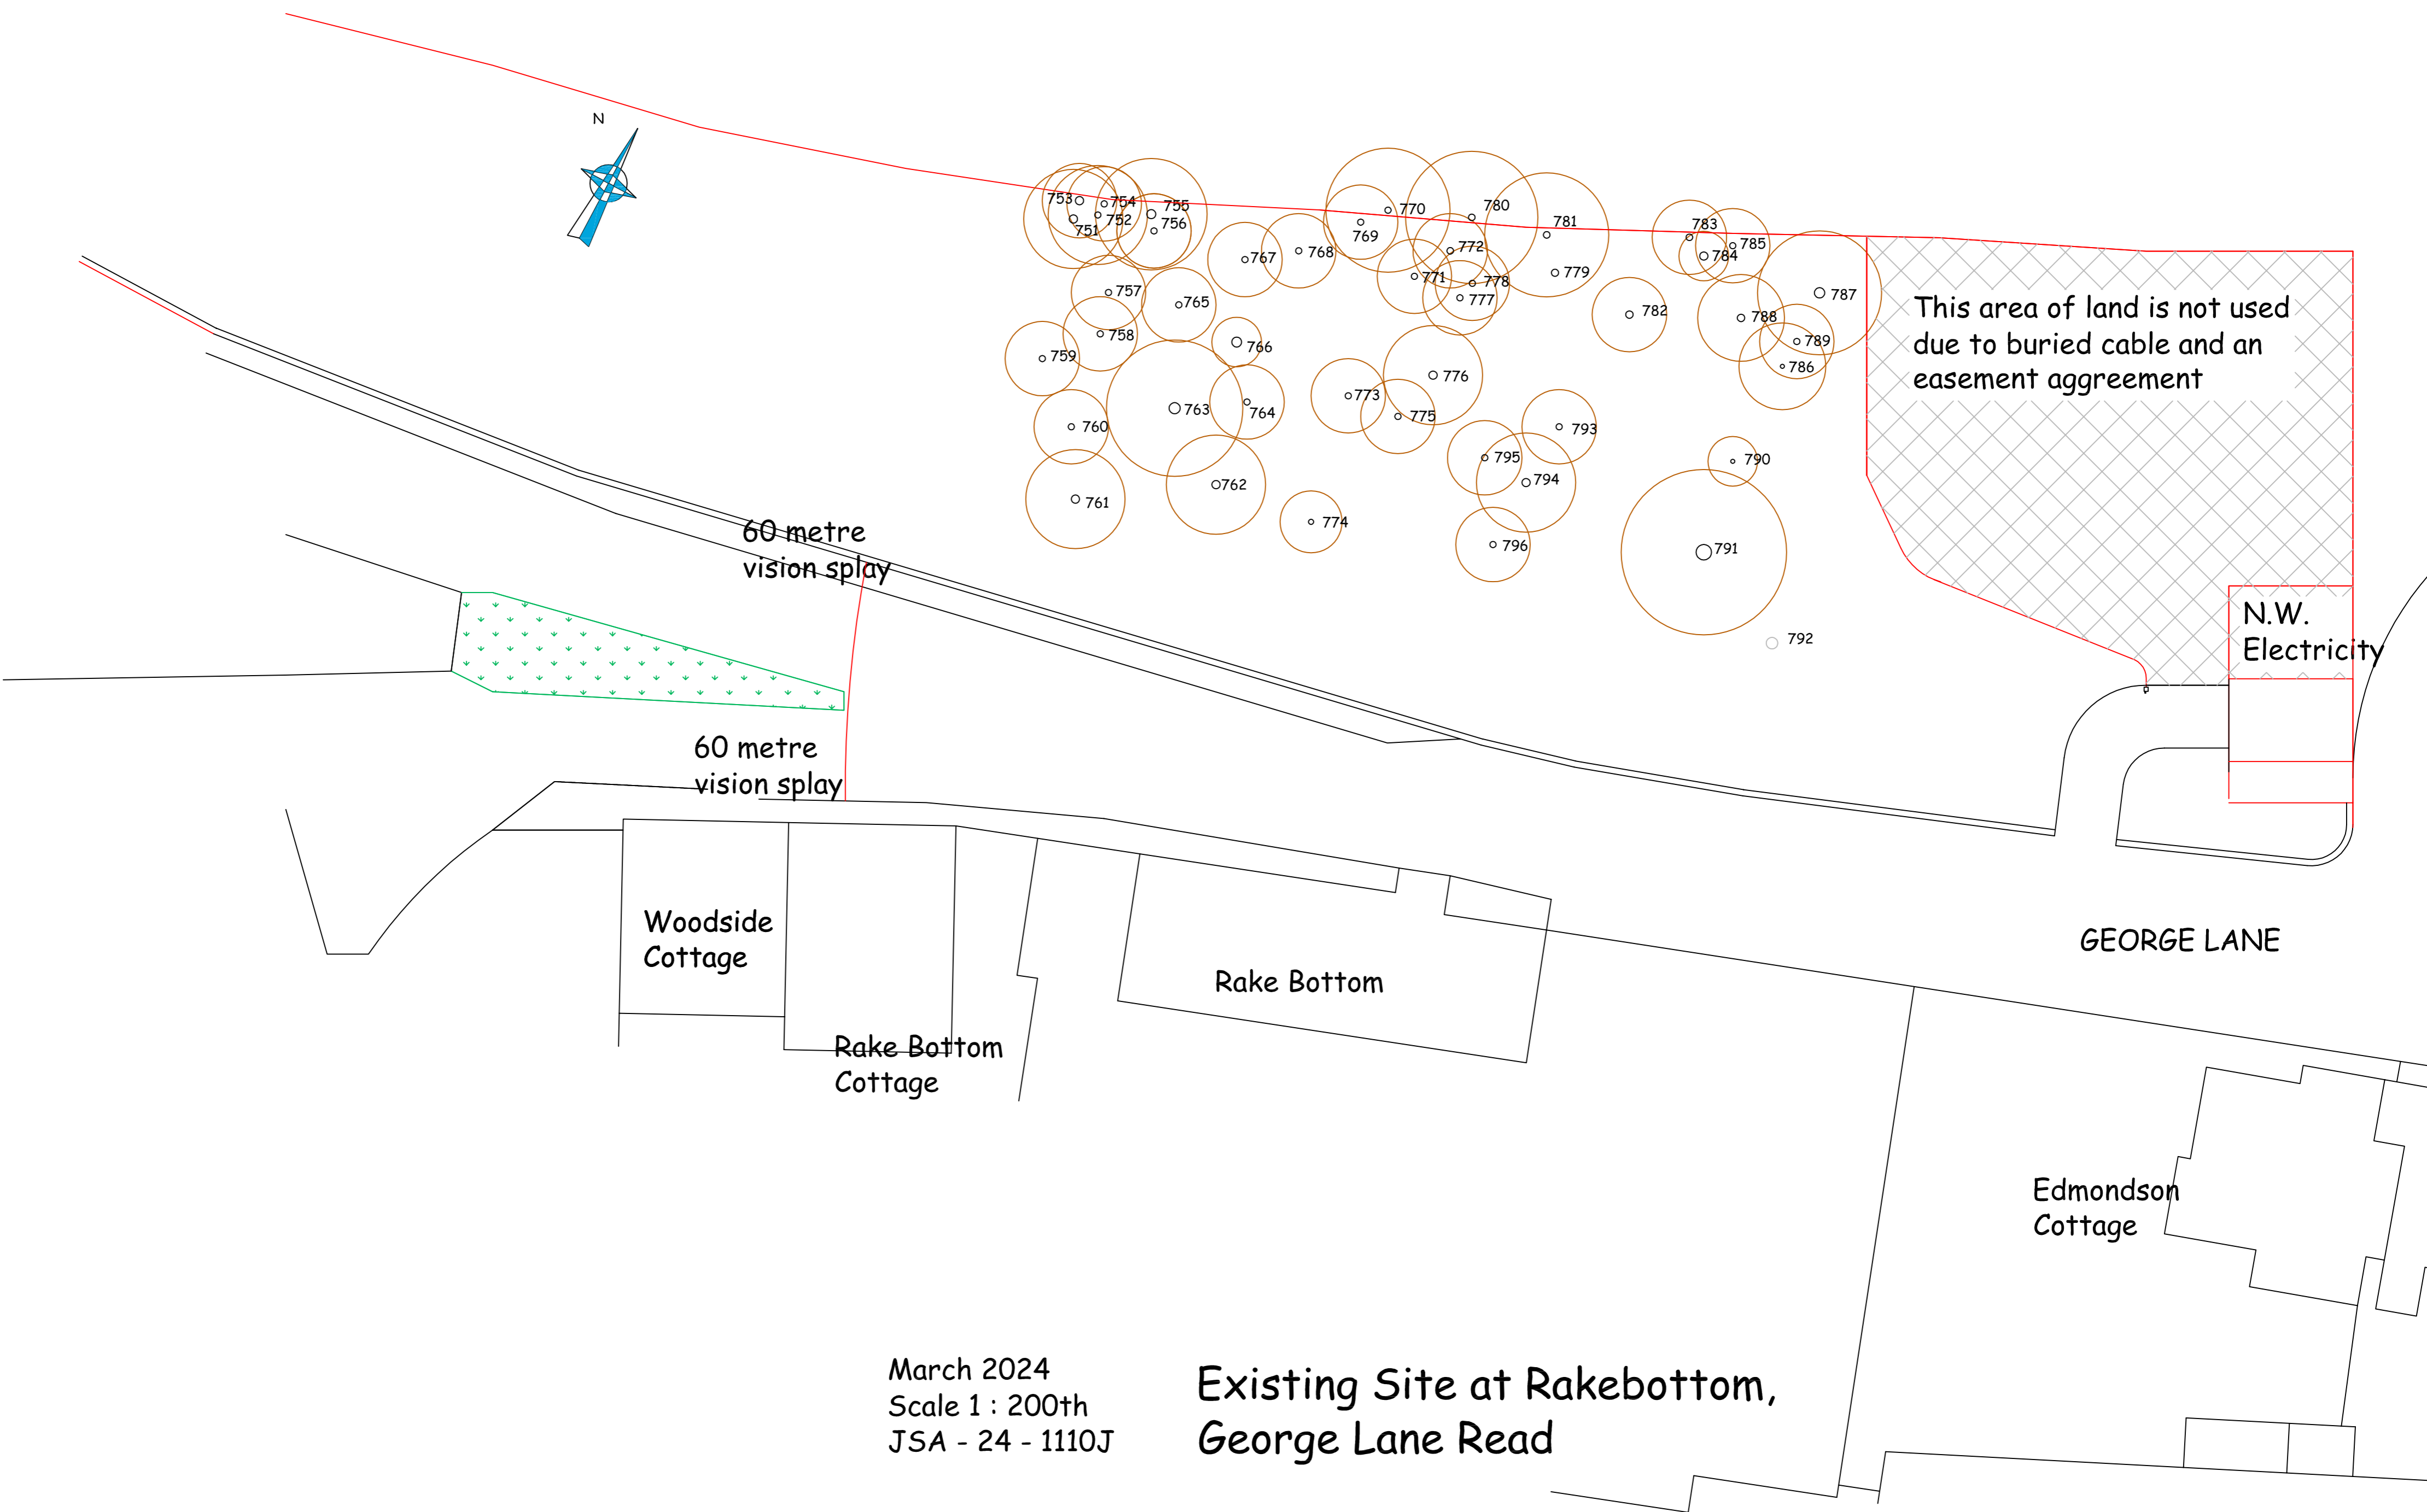 N
753
754
755
752
756
751
770
780
781
769
783
785
784
767
768
772
779
771
778
777
757
765
787
This area of land is not used
due to buried cable and an
easement aggreement
782
788
789
786
758
759
766
776
773
775
763
764
760
793
795
790
794
762
761
774
796
791
60 metre
vision splay
792
N.W.
Electricity
60 metre
vision splay
Woodside
Cottage
GEORGE LANE
Rake Bottom
Rake Bottom
Cottage
Edmondson
Cottage
March 2024
Scale 1 : 200th
JSA - 24 - 1110J
Existing Site at Rakebottom,
George Lane Read